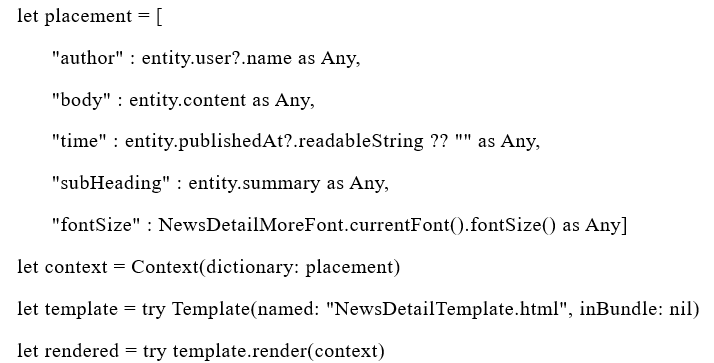 let placement = [
"author" : entity.user?.name as Any,
"body" : entity.content as Any,
"time" : entity.publishedAt?.readableString ?? "" as Any,
"subHeading" : entity.summary as Any,
"fontSize" : NewsDetailMoreFont.currentFont().fontSize() as Any]
let context = Context(dictionary: placement)
let template = try Template(named: "NewsDetailTemplate.html", inBundle: nil)
let rendered = try template.render(context)